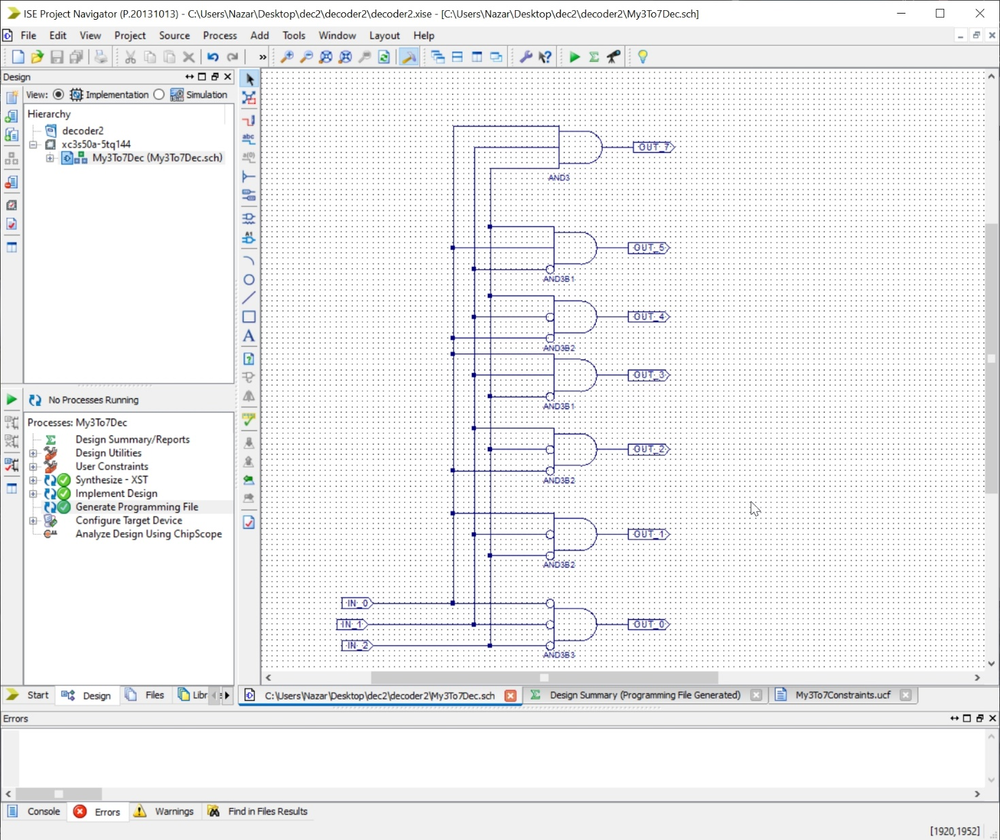 ISE Project Navigator (P.20131013) - C:\Users\Nazar\Desktop\dec2\decoder2\decoder2.xise - [C:\Users\Nazar\Desktop\dec2\decoder2\My3To7Dec.sch]
File Edit View Project Source Process Add Tools Window Layout Help
Design
View: Implementation Simulation
Hierarchy
decoder2
xc3s50a-5tq144
My3To7Dec (My3To7Dec.sch)
No Processes Running
Processes: My3To7Dec
Design Summary/Reports
Design Utilities
User Constraints
Synthesize - XST
Implement Design
Generate Programming File
Configure Target Device
Analyze Design Using ChipScope
abc
a(0)
A1
A
OUT_7
AND3
OUT_5
AND3B1
OUT_4
AND3B2
OUT_3
AND3B1
OUT_2
AND3B2
OUT_1
AND3B2
IN_0
IN_1
OUT_0
IN_2
AND3B3
Start Design Files Libr
C:\Users\Nazar\Desktop\dec2\decoder2\My3To7Dec.sch
Design Summary (Programming File Generated)
My3To7Constraints.ucf
Errors
Console Errors Warnings Find in Files Results
[1920,1952]